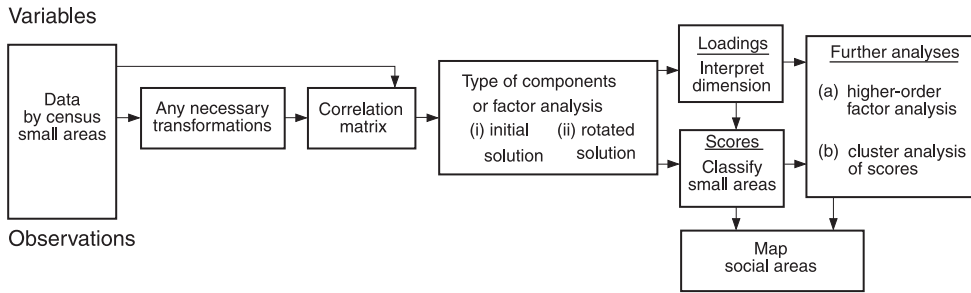 Variables
Data
by census
small areas
Observations
Any necessary
transformations
Correlation
matrix
Type of components
or factor analysis
(i) initial (ii) rotated
solution solution
Loadings
Interpret
dimension
Scores
Classify
small areas
Further analyses
(a) higher-order
factor analysis
(b) cluster analysis
of scores
Map
social areas